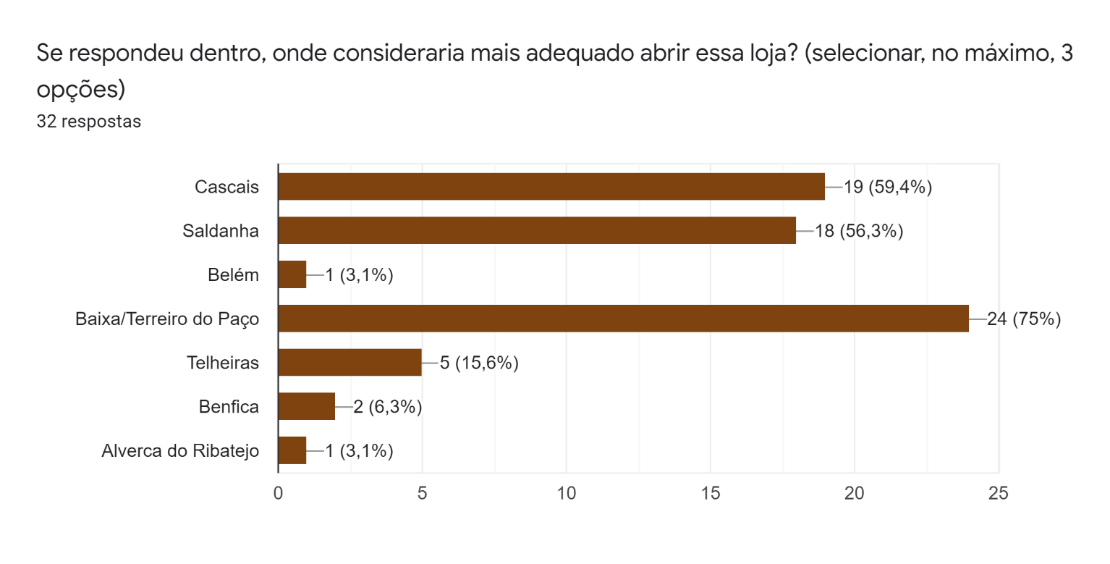 Se respondeu dentro, onde consideraria mais adequado abrir essa loja? (selecionar, no máximo, 3
opções)
32 respostas
Cascais 19 (59,4%)
Saldanha 18 (56,3%)
Belém 1 (3,1%)
Baixa/Terreiro do Paço 24 (75%)
Telheiras 5 (15,6%)
Benfica 2 (6,3%)
Alverca do Ribatejo 1 (3,1%)
0 5 10 15 20 25